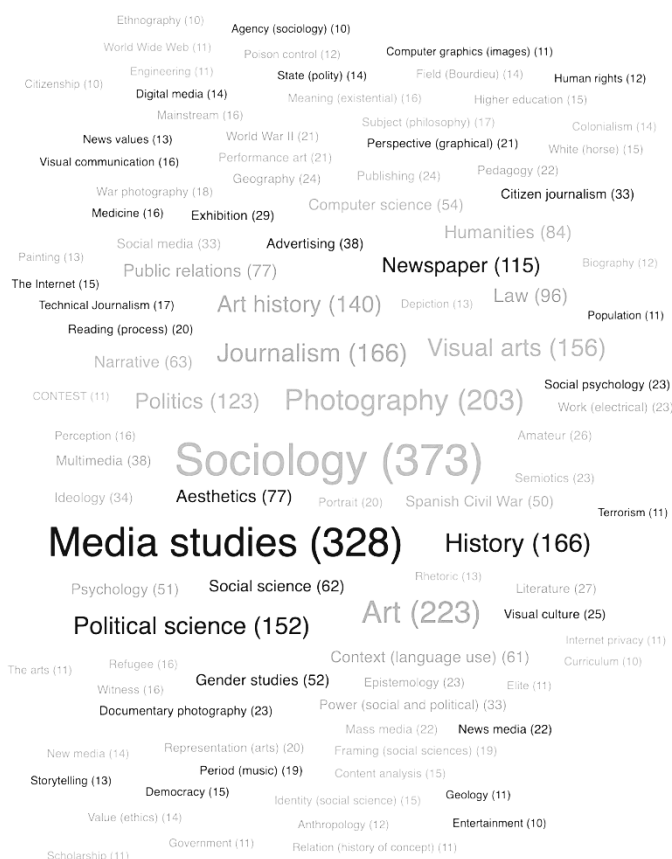 Ethnography (10)
Agency (sociology) (10)
World Wide Web (11)
Poison control (12)
Computer graphics (images) (11)
Engineering (11)
State (polity) (14)
Field (Bourdieu) (14)
Human rights (12)
Citizenship (10)
Digital media (14)
Meaning (existential) (16)
Higher education (15)
Mainstream (16)
Subject (philosophy) (17)
Colonialism (14)
News values (13)
World War II (21)
Perspective (graphical) (21)
White (horse) (15)
Visual communication (16)
Performance art (21)
Geography (24)
Publishing (24)
Pedagogy (22)
War photography (18)
Computer science (54)
Citizen journalism (33)
Medicine (16)
Exhibition (29)
Social media (33)
Advertising (38)
Humanities (84)
Painting (13)
Public relations (77)
Newspaper (115)
Biography (12)
The Internet (15)
Technical Journalism (17)
Art history (140)
Depiction (13)
Law (96)
Population (11)
Reading (process) (20)
Narrative (63)
Journalism (166)
Visual arts (156)
CONTEST (11)
Politics (123)
Photography (203)
Social psychology (23)
Work (electrical) (23)
Perception (16)
Multimedia (38)
Sociology (373)
Amateur (26)
Semiotics (23)
Ideology (34)
Aesthetics (77)
Portrait (20)
Spanish Civil War (50)
Terrorism (11)
Media studies (328)
History (166)
Psychology (51)
Social science (62)
Rhetoric (13)
Literature (27)
Political science (152)
Art (223)
Visual culture (25)
Internet privacy (11)
The arts (11)
Refugee (16)
Context (language use) (61)
Curriculum (10)
Witness (16)
Gender studies (52)
Epistemology (23)
Elite (11)
Documentary photography (23)
Power (social and political) (33)
Mass media (22)
News media (22)
New media (14)
Representation (arts) (20)
Framing (social sciences) (19)
Storytelling (13)
Period (music) (19)
Content analysis (15)
Democracy (15)
Identity (social science) (15)
Geology (11)
Value (ethics) (14)
Anthropology (12)
Entertainment (10)
Scholarship (11)
Government (11)
Relation (history of concept) (11)